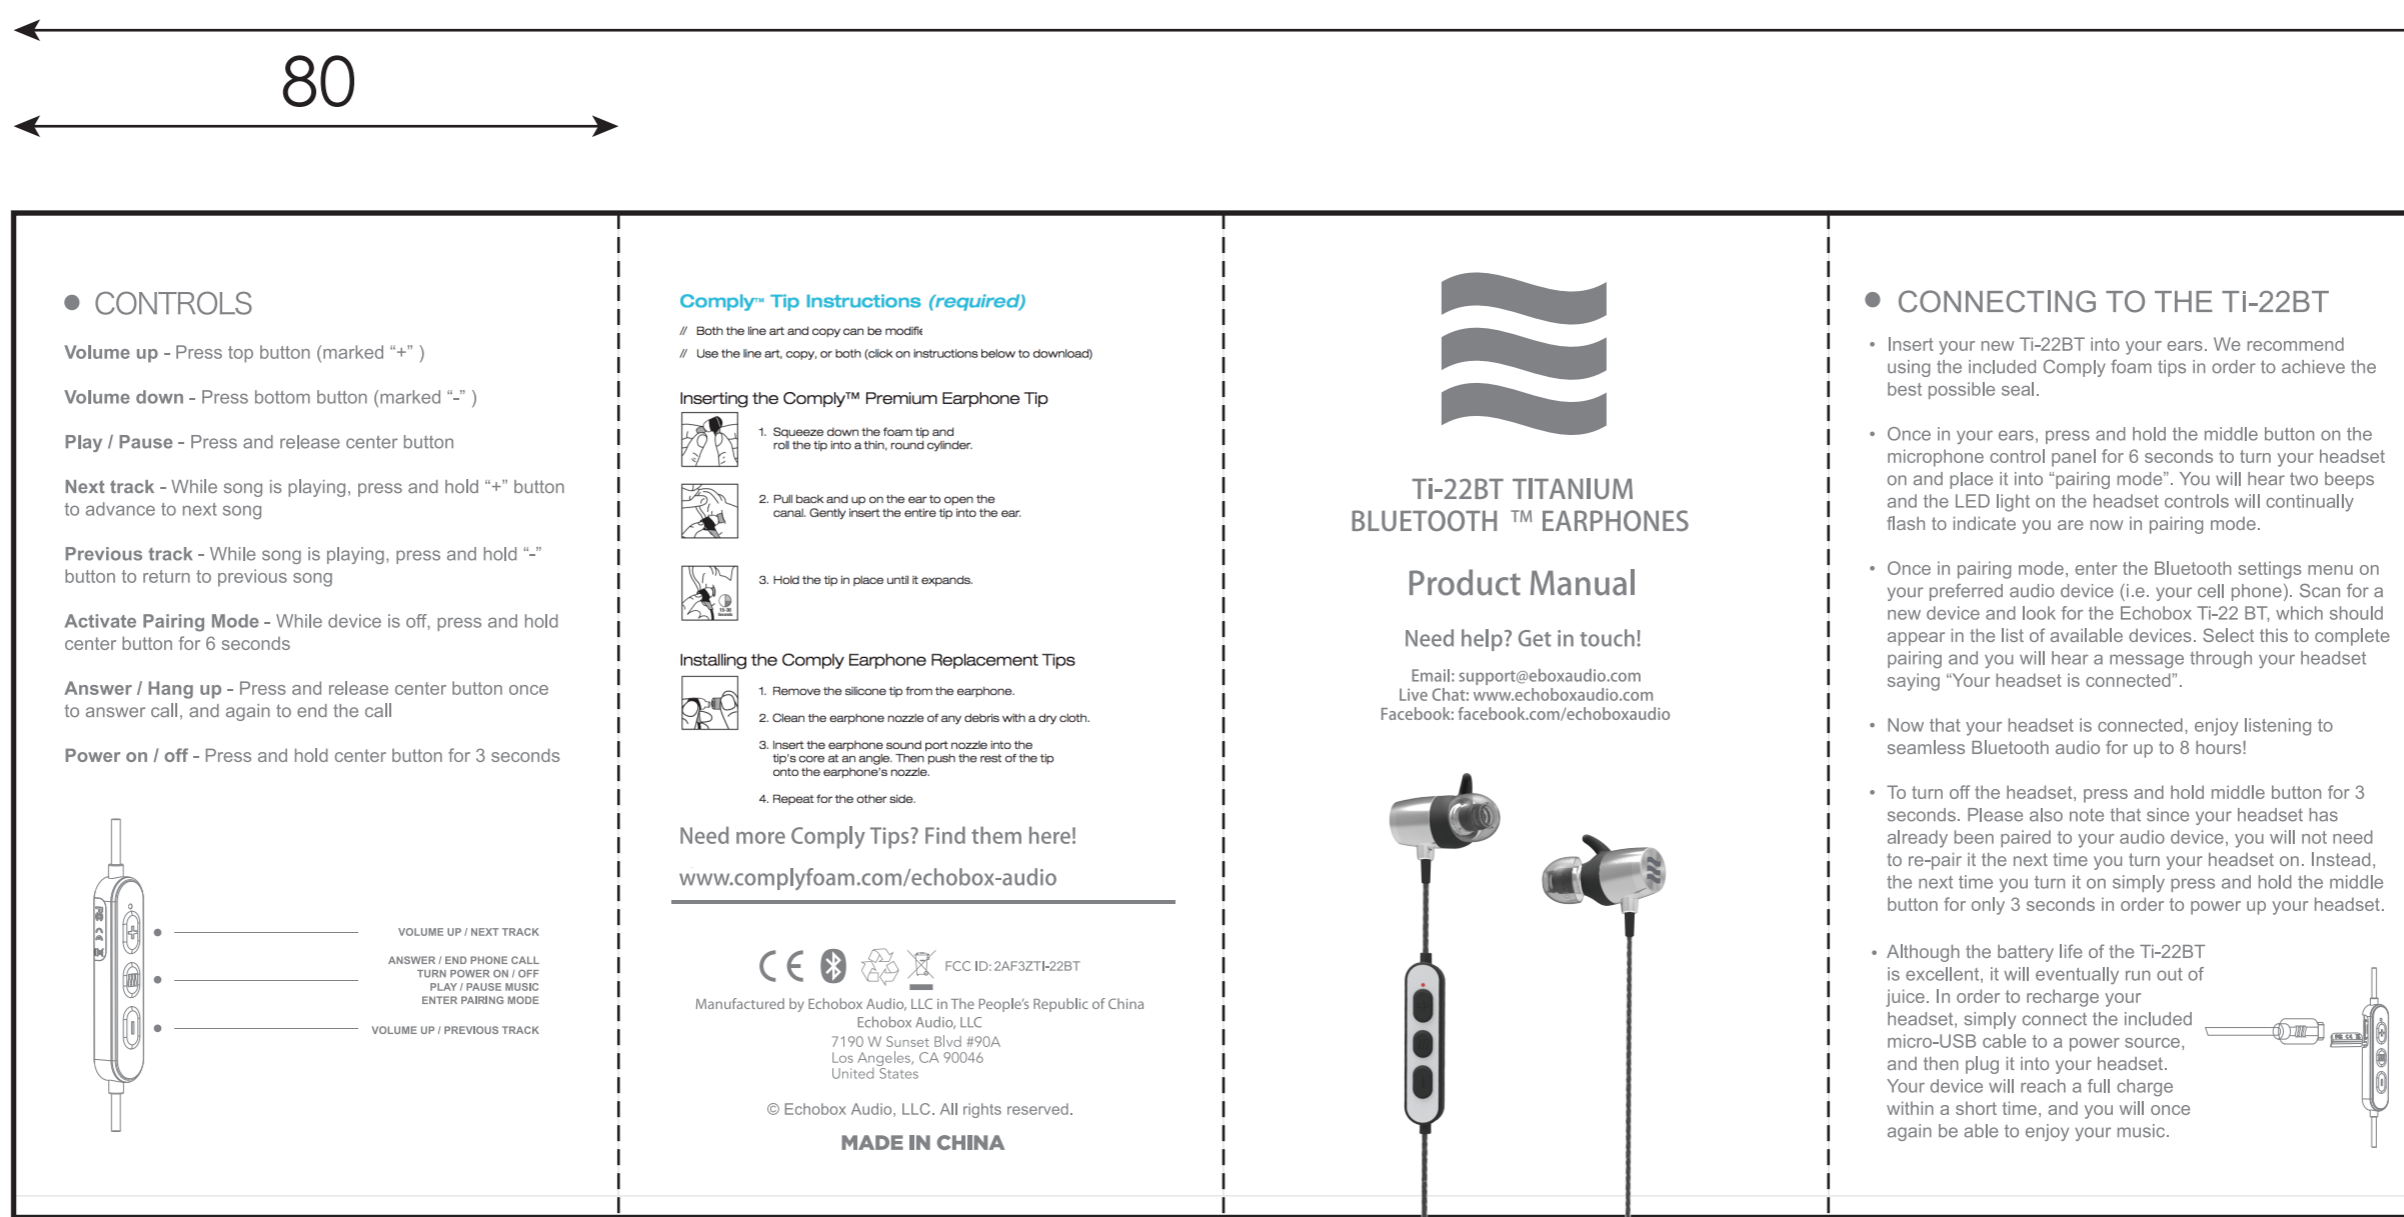 80
● CONTROLS
Volume up - Press top button (marked “+” )
Volume down - Press bottom button (marked “-” )
Play / Pause - Press and release center button
Next track - While song is playing, press and hold “+” button
to advance to next song
Previous track - While song is playing, press and hold “-”
button to return to previous song
Activate Pairing Mode - While device is off, press and hold
center button for 6 seconds
Answer / Hang up - Press and release center button once
to answer call, and again to end the call
Power on / off - Press and hold center button for 3 seconds
VOLUME UP / NEXT TRACK
ANSWER / END PHONE CALL
TURN POWER ON / OFF
PLAY / PAUSE MUSIC
ENTER PAIRING MODE
VOLUME UP / PREVIOUS TRACK
Comply™ Tip Instructions (required)
// Both the line art and copy can be modifie
// Use the line art, copy, or both (click on instructions below to download)
Inserting the Comply™ Premium Earphone Tip
1. Squeeze down the foam tip and
roll the tip into a thin, round cylinder.
2. Pull back and up on the ear to open the
canal. Gently insert the entire tip into the ear.
3. Hold the tip in place until it expands.
Installing the Comply Earphone Replacement Tips
1. Remove the silicone tip from the earphone.
2. Clean the earphone nozzle of any debris with a dry cloth.
3. Insert the earphone sound port nozzle into the
tip’s core at an angle. Then push the rest of the tip
onto the earphone’s nozzle.
4. Repeat for the other side.
Need more Comply Tips? Find them here!
www.complyfoam.com/echobox-audio
CE FCC ID: 2AF3ZTI-22BT
Manufactured by Echobox Audio, LLC in The People’s Republic of China
Echobox Audio, LLC
7190 W Sunset Blvd #90A
Los Angeles, CA 90046
United States
© Echobox Audio, LLC. All rights reserved.
MADE IN CHINA
Ti-22BT TITANIUM
BLUETOOTH ™ EARPHONES
Product Manual
Need help? Get in touch!
Email: support@eboxaudio.com
Live Chat: www.echoboxaudio.com
Facebook: facebook.com/echoboxaudio
● CONNECTING TO THE Ti-22BT
• Insert your new Ti-22BT into your ears. We recommend
using the included Comply foam tips in order to achieve the
best possible seal.
• Once in your ears, press and hold the middle button on the
microphone control panel for 6 seconds to turn your headset
on and place it into “pairing mode”. You will hear two beeps
and the LED light on the headset controls will continually
flash to indicate you are now in pairing mode.
• Once in pairing mode, enter the Bluetooth settings menu on
your preferred audio device (i.e. your cell phone). Scan for a
new device and look for the Echobox Ti-22 BT, which should
appear in the list of available devices. Select this to complete
pairing and you will hear a message through your headset
saying “Your headset is connected”.
• Now that your headset is connected, enjoy listening to
seamless Bluetooth audio for up to 8 hours!
• To turn off the headset, press and hold middle button for 3
seconds. Please also note that since your headset has
already been paired to your audio device, you will not need
to re-pair it the next time you turn your headset on. Instead,
the next time you turn it on simply press and hold the middle
button for only 3 seconds in order to power up your headset.
• Although the battery life of the Ti-22BT
is excellent, it will eventually run out of
juice. In order to recharge your
headset, simply connect the included
micro-USB cable to a power source,
and then plug it into your headset.
Your device will reach a full charge
within a short time, and you will once
again be able to enjoy your music.